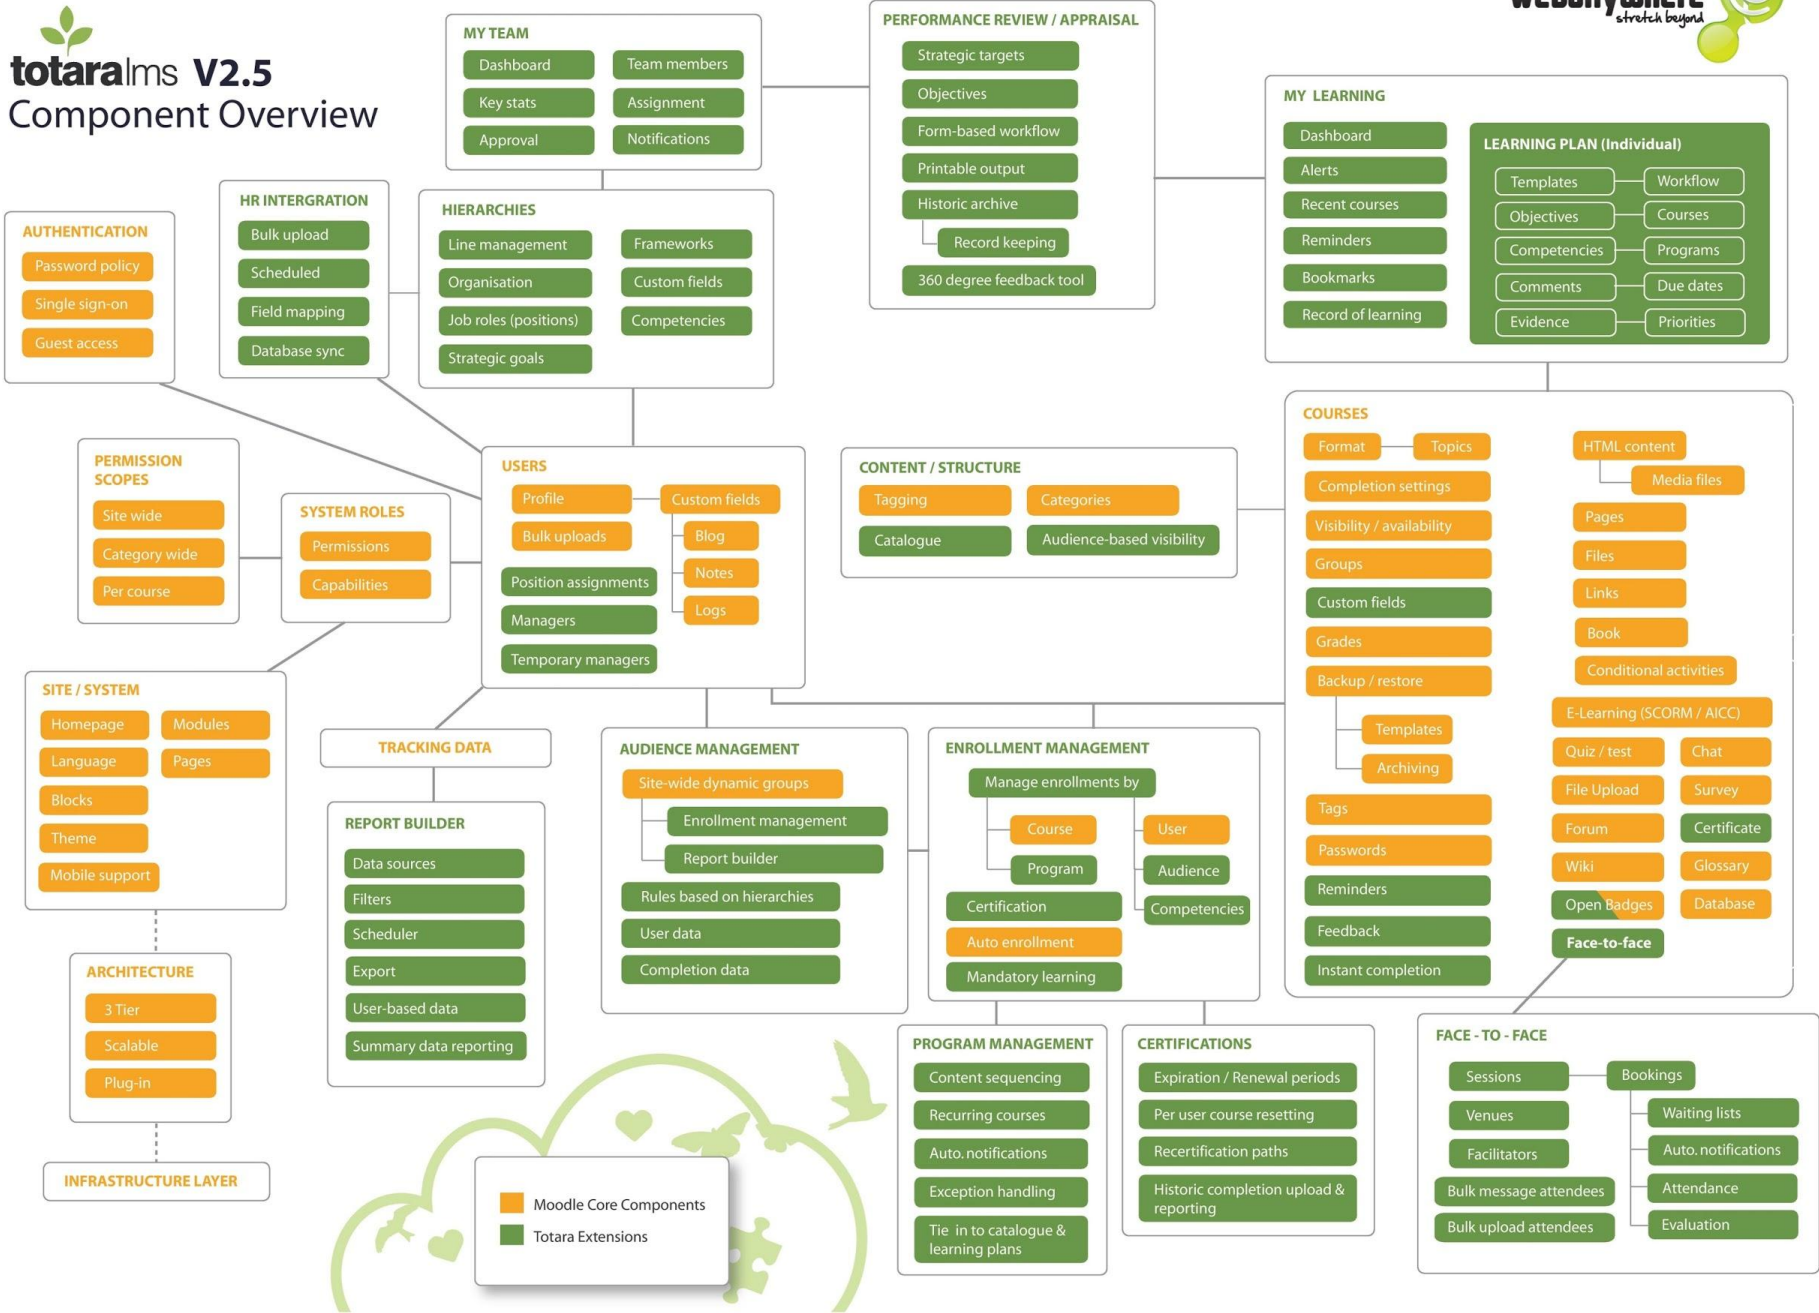 totaralms V2.5
Component Overview
webanywhere
stretch beyond
MY TEAM
Dashboard
Team members
Key stats
Assignment
Approval
Notifications
PERFORMANCE REVIEW / APPRAISAL
Strategic targets
Objectives
Form-based workflow
Printable output
Historic archive
Record keeping
360 degree feedback tool
MY LEARNING
Dashboard
Alerts
Recent courses
Reminders
Bookmarks
Record of learning
LEARNING PLAN (Individual)
Templates
Workflow
Objectives
Courses
Competencies
Programs
Comments
Due dates
Evidence
Priorities
AUTHENTICATION
Password policy
Single sign-on
Guest access
HR INTERGRATION
Bulk upload
Scheduled
Field mapping
Database sync
HIERARCHIES
Line management
Frameworks
Organisation
Custom fields
Job roles (positions)
Competencies
Strategic goals
PERMISSION
SCOPES
Site wide
Category wide
Per course
SYSTEM ROLES
Permissions
Capabilities
USERS
Profile
Custom fields
Bulk uploads
Blog
Notes
Logs
Position assignments
Managers
Temporary managers
CONTENT / STRUCTURE
Tagging
Categories
Catalogue
Audience-based visibility
COURSES
Format
Topics
Completion settings
Visibility / availability
Groups
Custom fields
Grades
Backup / restore
Templates
Archiving
Tags
Passwords
Reminders
Feedback
Instant completion
HTML content
Media files
Pages
Files
Links
Book
Conditional activities
E-Learning (SCORM / AICC)
Quiz / test
Chat
File Upload
Survey
Forum
Certificate
Wiki
Glossary
Open Badges
Database
Face-to-face
SITE / SYSTEM
Homepage
Modules
Language
Pages
Blocks
Theme
Mobile support
TRACKING DATA
REPORT BUILDER
Data sources
Filters
Scheduler
Export
User-based data
Summary data reporting
AUDIENCE MANAGEMENT
Site-wide dynamic groups
Enrollment management
Report builder
Rules based on hierarchies
User data
Completion data
ENROLLMENT MANAGEMENT
Manage enrollments by
Course
User
Program
Audience
Certification
Competencies
Auto enrollment
Mandatory learning
ARCHITECTURE
3 Tier
Scalable
Plug-in
INFRASTRUCTURE LAYER
PROGRAM MANAGEMENT
Content sequencing
Recurring courses
Auto. notifications
Exception handling
Tie in to catalogue &
learning plans
CERTIFICATIONS
Expiration / Renewal periods
Per user course resetting
Recertification paths
Historic completion upload &
reporting
FACE - TO - FACE
Sessions
Bookings
Venues
Waiting lists
Facilitators
Auto. notifications
Bulk message attendees
Attendance
Bulk upload attendees
Evaluation
Moodle Core Components
Totara Extensions